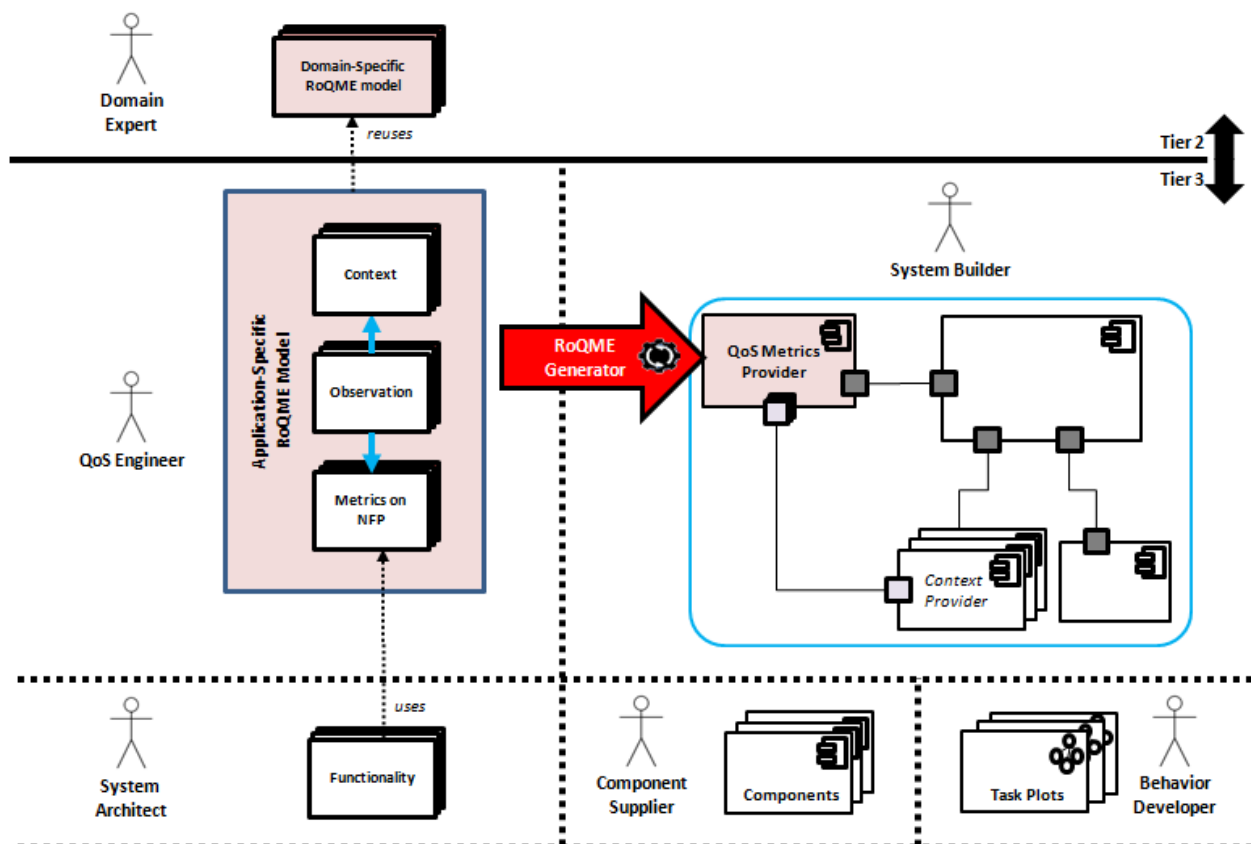 Domain
Expert
Domain-Specific
RoQME model
reuses
Tier 2
Tier 3
QoS Engineer
Application-Specific
RoQME Model
Context
Observation
Metrics on
NFP
RoQME
Generator
System Builder
QoS Metrics
Provider
Context
Provider
System
Architect
uses
Functionality
Component
Supplier
Components
Task Plots
Behavior
Developer